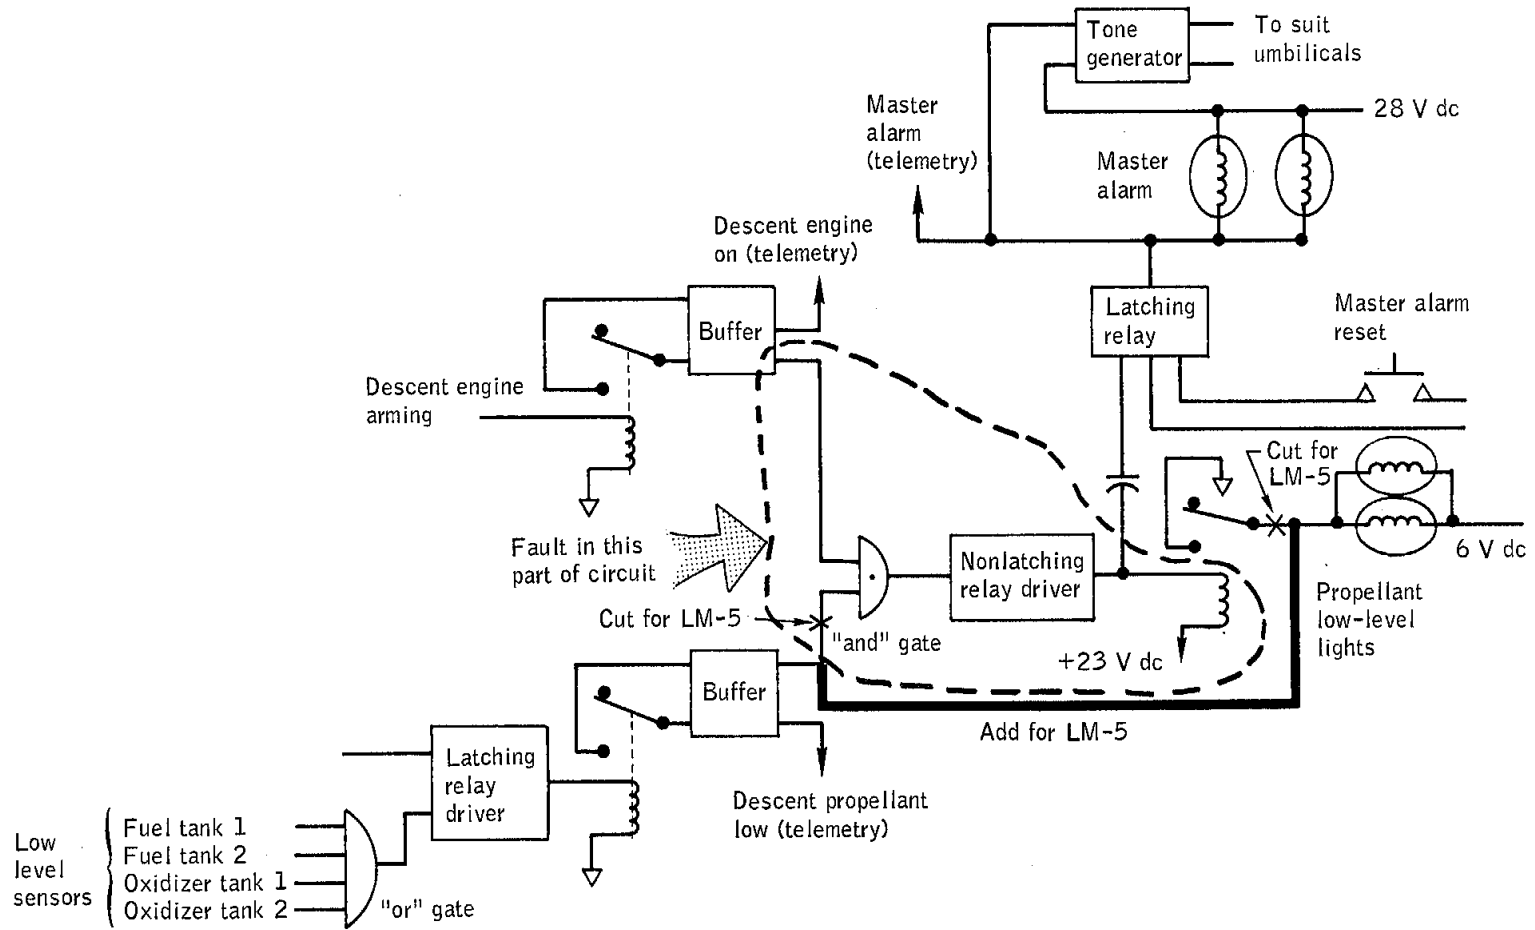 Tone
generator
To suit
umbilicals
28 V dc
Master
alarm
(telemetry)
Master
alarm
Descent engine
on (telemetry)
Buffer
Latching
relay
Master alarm
reset
Descent engine
arming
Cut for
LM-5
Fault in this
part of circuit
Nonlatching
relay driver
6 V dc
Propellant
low-level
lights
Cut for LM-5
"and" gate
+23 V dc
Buffer
Add for LM-5
Latching
relay
driver
Descent propellant
low (telemetry)
Low
level
sensors
Fuel tank 1
Fuel tank 2
Oxidizer tank 1
Oxidizer tank 2
"or" gate